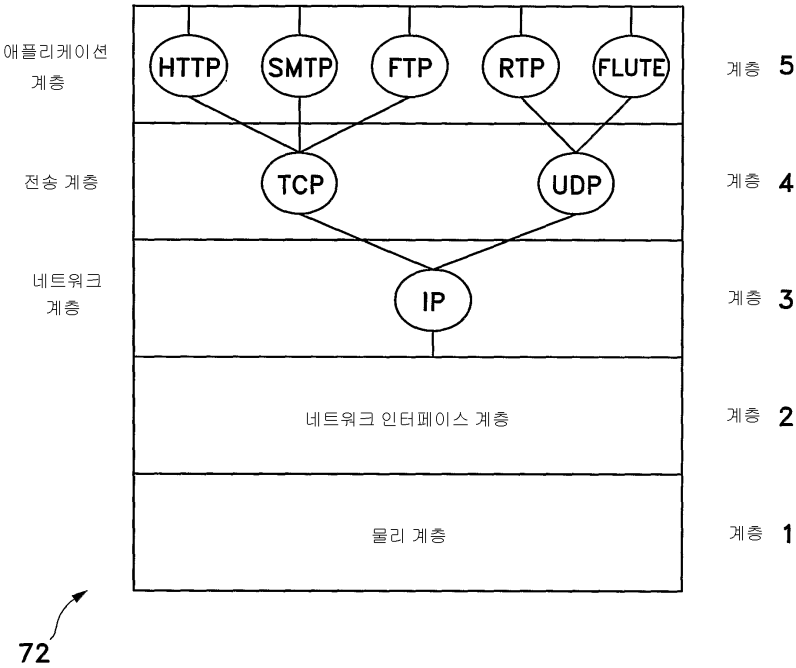 애플리케이션
계층
HTTP SMTP FTP RTP FLUTE
계층 5
전송 계층
TCP UDP
계층 4
네트워크
계층
IP
계층 3
네트워크 인터페이스 계층
계층 2
물리 계층
계층 1
72